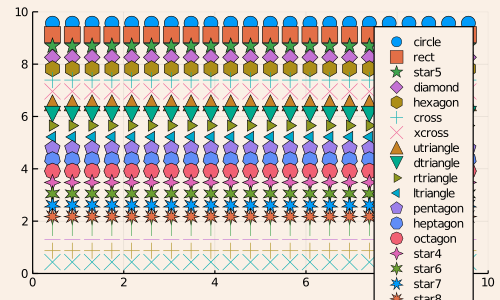 10
8
6
4
2
0
0
2
4
6
10
circle
rect
star5
diamond
hexagon
cross
xcross
utriangle
dtriangle
rtriangle
ltriangle
pentagon
heptagon
octagon
star4
star6
star7
star8